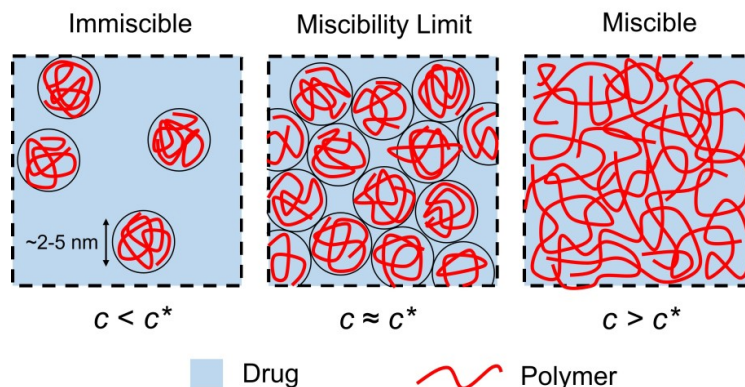 Immiscible
Miscibility Limit
Miscible
~2-5 nm
c < c*
c ≈ c*
c > c*
Drug
Polymer